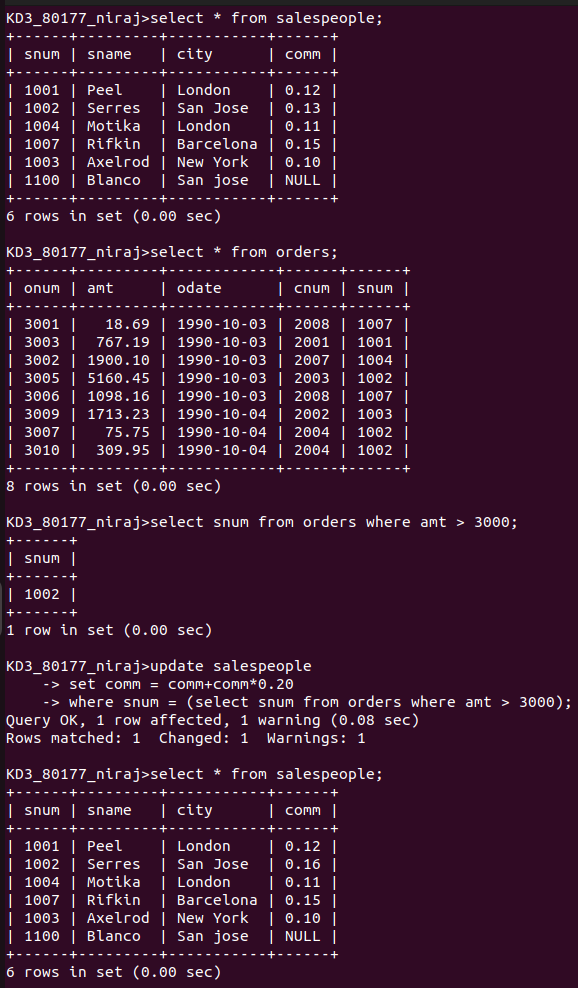 KD3_80177_niraj>select * from salespeople;
+------+---------+-----------+------+
| snum | sname   | city      | comm |
+------+---------+-----------+------+
| 1001 | Peel    | London    | 0.12 |
| 1002 | Serres  | San Jose  | 0.13 |
| 1004 | Motika  | London    | 0.11 |
| 1007 | Rifkin  | Barcelona | 0.15 |
| 1003 | Axelrod | New York  | 0.10 |
| 1100 | Blanco  | San jose  | NULL |
+------+---------+-----------+------+
6 rows in set (0.00 sec)

KD3_80177_niraj>select * from orders;
+------+---------+------------+------+------+
| onum | amt     | odate      | cnum | snum |
+------+---------+------------+------+------+
| 3001 |   18.69 | 1990-10-03 | 2008 | 1007 |
| 3003 |  767.19 | 1990-10-03 | 2001 | 1001 |
| 3002 | 1900.10 | 1990-10-03 | 2007 | 1004 |
| 3005 | 5160.45 | 1990-10-03 | 2003 | 1002 |
| 3006 | 1098.16 | 1990-10-03 | 2008 | 1007 |
| 3009 | 1713.23 | 1990-10-04 | 2002 | 1003 |
| 3007 |   75.75 | 1990-10-04 | 2004 | 1002 |
| 3010 |  309.95 | 1990-10-04 | 2004 | 1002 |
+------+---------+------------+------+------+
8 rows in set (0.00 sec)

KD3_80177_niraj>select snum from orders where amt > 3000;
+------+
| snum |
+------+
| 1002 |
+------+
1 row in set (0.00 sec)

KD3_80177_niraj>update salespeople
    -> set comm = comm+comm*0.20
    -> where snum = (select snum from orders where amt > 3000);
Query OK, 1 row affected, 1 warning (0.08 sec)
Rows matched: 1  Changed: 1  Warnings: 1

KD3_80177_niraj>select * from salespeople;
+------+---------+-----------+------+
| snum | sname   | city      | comm |
+------+---------+-----------+------+
| 1001 | Peel    | London    | 0.12 |
| 1002 | Serres  | San Jose  | 0.16 |
| 1004 | Motika  | London    | 0.11 |
| 1007 | Rifkin  | Barcelona | 0.15 |
| 1003 | Axelrod | New York  | 0.10 |
| 1100 | Blanco  | San jose  | NULL |
+------+---------+-----------+------+
6 rows in set (0.00 sec)